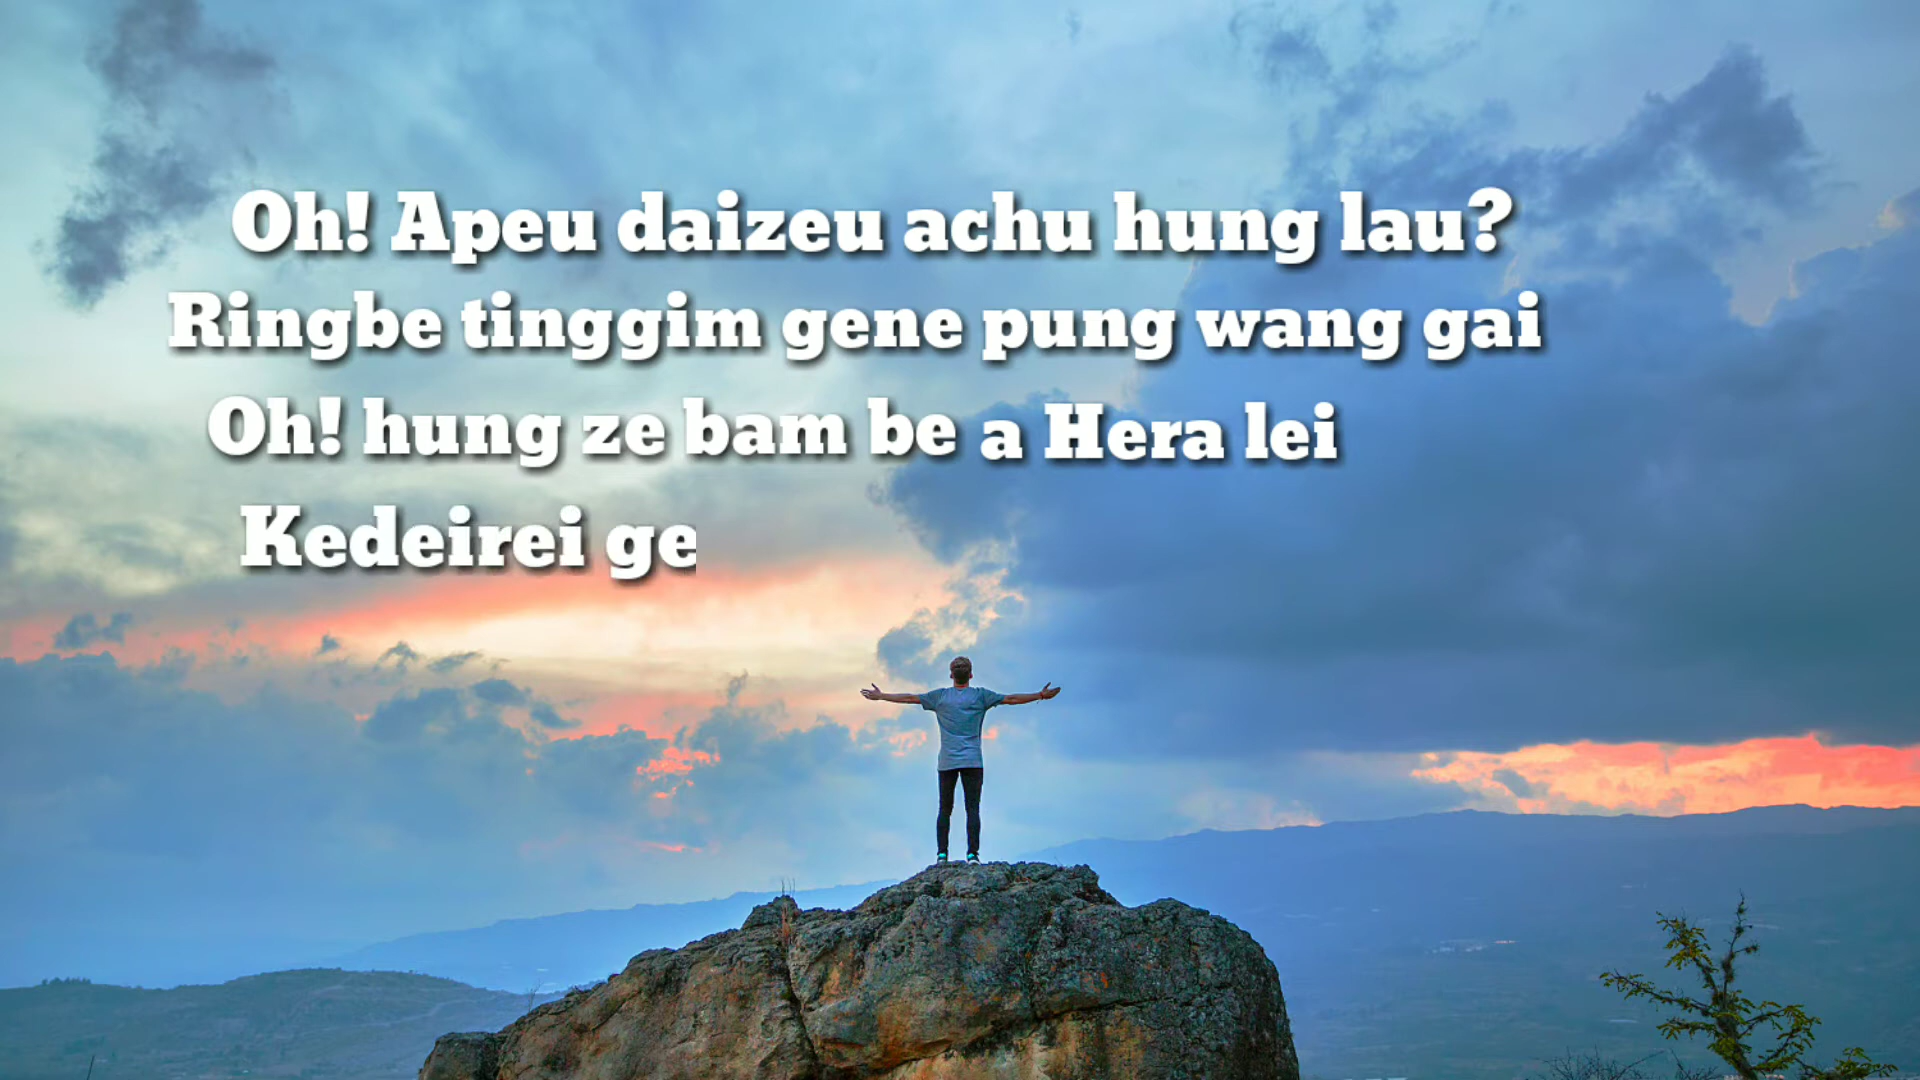 Oh! Apeu daizeu achu hung lau?
Ringbe tinggim gene pung wang gai
Oh! hung ze bam be a Hera lei
Kedeirei ge